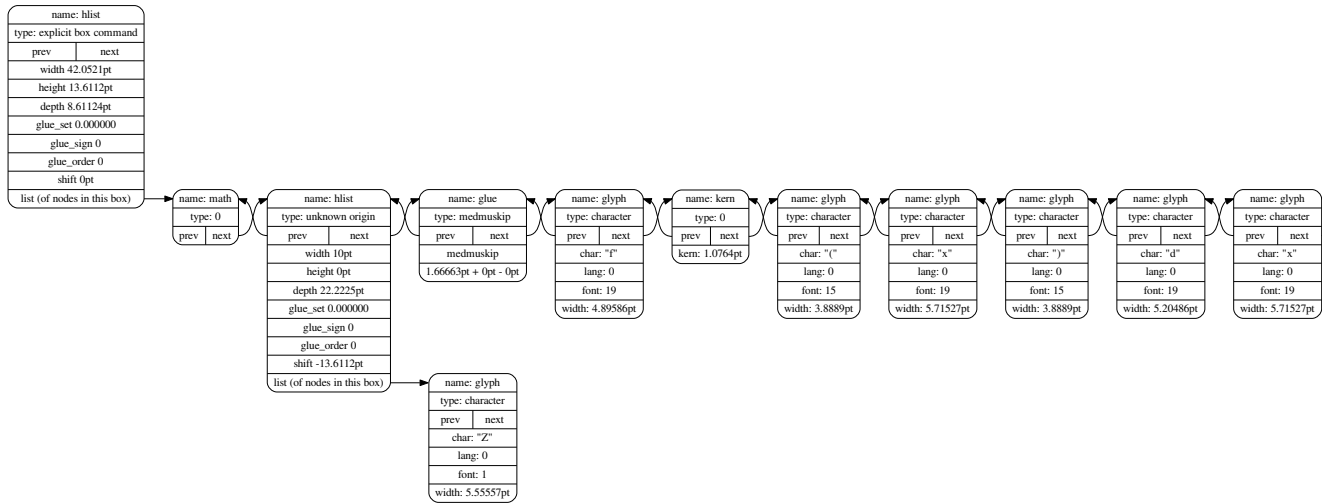 name: hlist
type: explicit box command
prev next
width 42.0521pt
height 13.6112pt
depth 8.61124pt
glue_set 0.000000
glue_sign 0
glue_order 0
shift 0pt
list (of nodes in this box)
name: math
type: 0
prev next
name: hlist
type: unknown origin
prev next
width 10pt
height 0pt
depth 22.2225pt
glue_set 0.000000
glue_sign 0
glue_order 0
shift -13.6112pt
list (of nodes in this box)
name: glyph
type: character
prev next
char: "Z"
lang: 0
font: 1
width: 5.55557pt
name: glue
type: medmuskip
prev next
medmuskip
1.66663pt + 0pt - 0pt
name: glyph
type: character
prev next
char: "f"
lang: 0
font: 19
width: 4.89586pt
name: kern
type: 0
prev next
kern: 1.0764pt
name: glyph
type: character
prev next
char: "("
lang: 0
font: 15
width: 3.8889pt
name: glyph
type: character
prev next
char: "x"
lang: 0
font: 19
width: 5.71527pt
name: glyph
type: character
prev next
char: ")"
lang: 0
font: 15
width: 3.8889pt
name: glyph
type: character
prev next
char: "d"
lang: 0
font: 19
width: 5.20486pt
name: glyph
type: character
prev next
char: "x"
lang: 0
font: 19
width: 5.71527pt